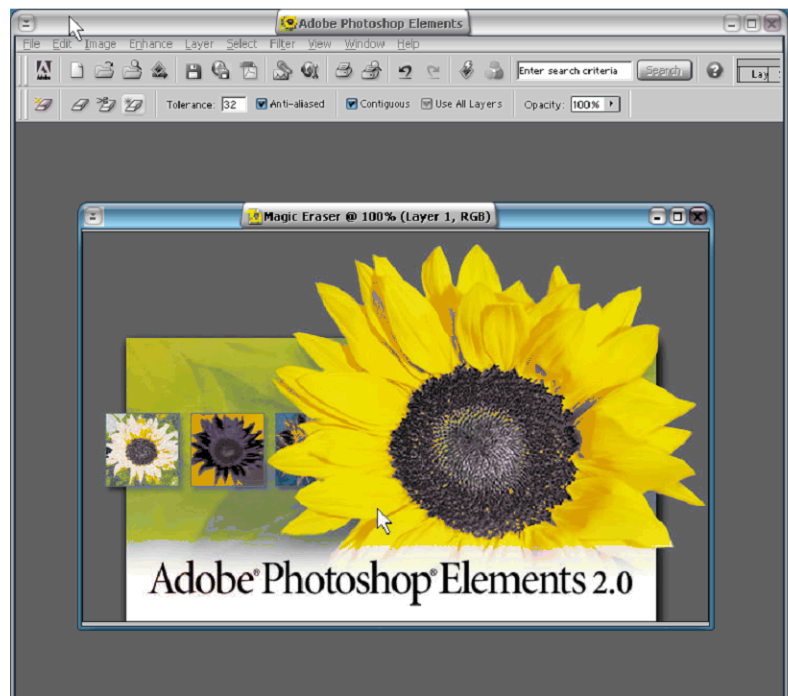 Adobe Photoshop Elements
File Edit Image Enhance Layer Select Filter View Window Help
Enter search criteria Search ? Lay
Tolerance: 32 Anti-aliased Contiguous Use All Layers Opacity: 100%
Magic Eraser @ 100% (Layer 1, RGB)
Adobe® Photoshop® Elements 2.0